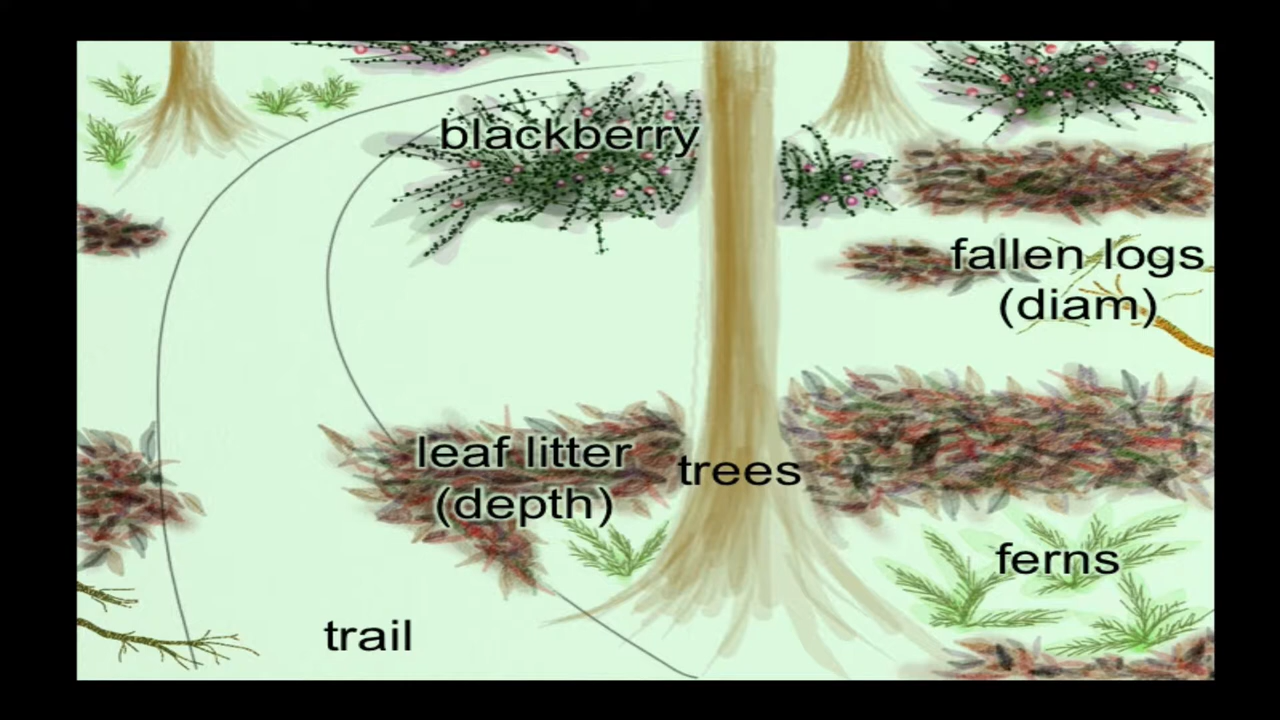 blackberry
fallen logs
(diam)
leaf litter
(depth)
trees
ferns
trail